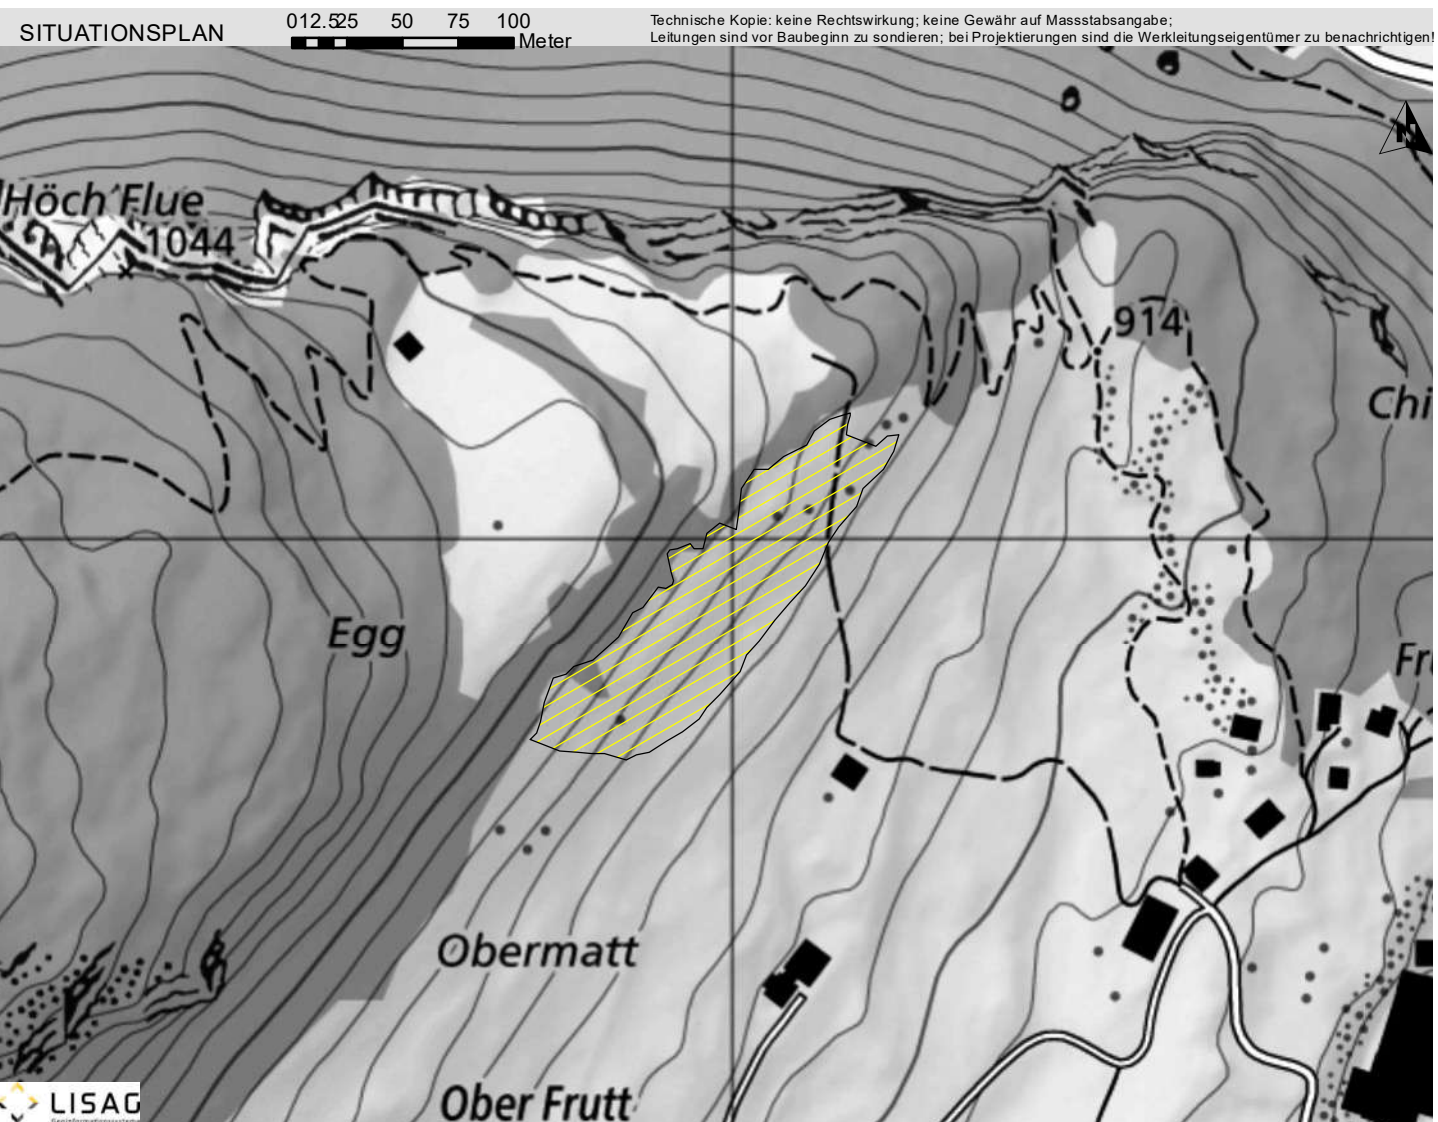 SITUATIONSPLAN
012.525 50 75 100
Meter
Technische Kopie: keine Rechtswirkung; keine Gewähr auf Massstabsangabe;
Leitungen sind vor Baubeginn zu sondieren; bei Projektierungen sind die Werkleitungseigentümer zu benachrichtigen!
N
Höch Flue
1044
914
Chi
Egg
Fru
Obermatt
Ober Frutt
LISAG